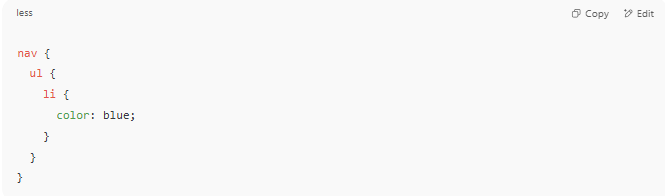 less
Copy Edit
nav {
  ul {
    li {
      color: blue;
    }
  }
}